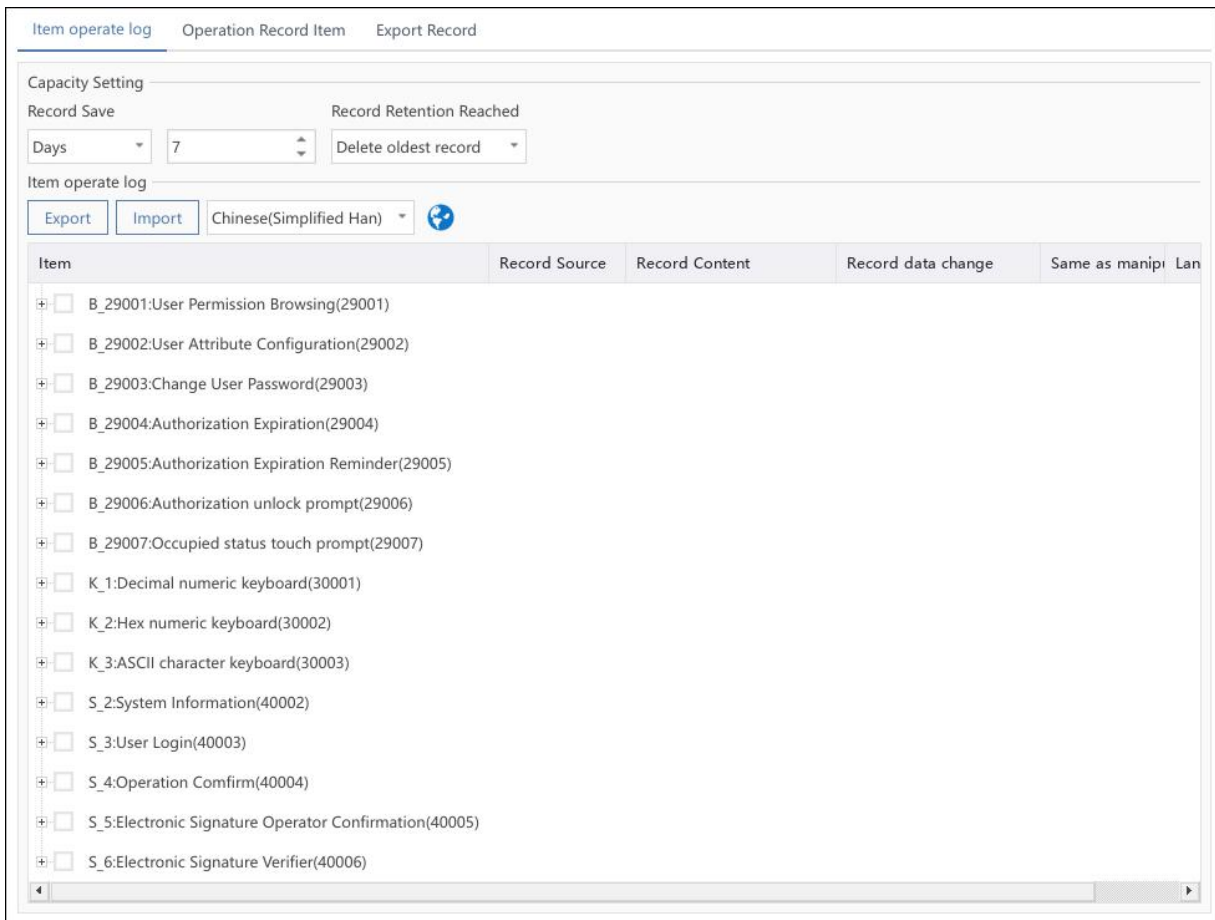 Item operate log Operation Record Item Export Record
Capacity Setting
Record Save Record Retention Reached
Days 7 Delete oldest record
Item operate log
Export Import Chinese(Simplified Han)
Item Record Source Record Content Record data change Same as manipu Lan
B_29001:User Permission Browsing(29001)
B_29002:User Attribute Configuration(29002)
B_29003:Change User Password(29003)
B_29004:Authorization Expiration(29004)
B_29005:Authorization Expiration Reminder(29005)
B_29006:Authorization unlock prompt(29006)
B_29007:Occupied status touch prompt(29007)
K_1:Decimal numeric keyboard(30001)
K_2:Hex numeric keyboard(30002)
K_3:ASCII character keyboard(30003)
S_2:System Information(40002)
S_3:User Login(40003)
S_4:Operation Comfirm(40004)
S_5:Electronic Signature Operator Confirmation(40005)
S_6:Electronic Signature Verifier(40006)